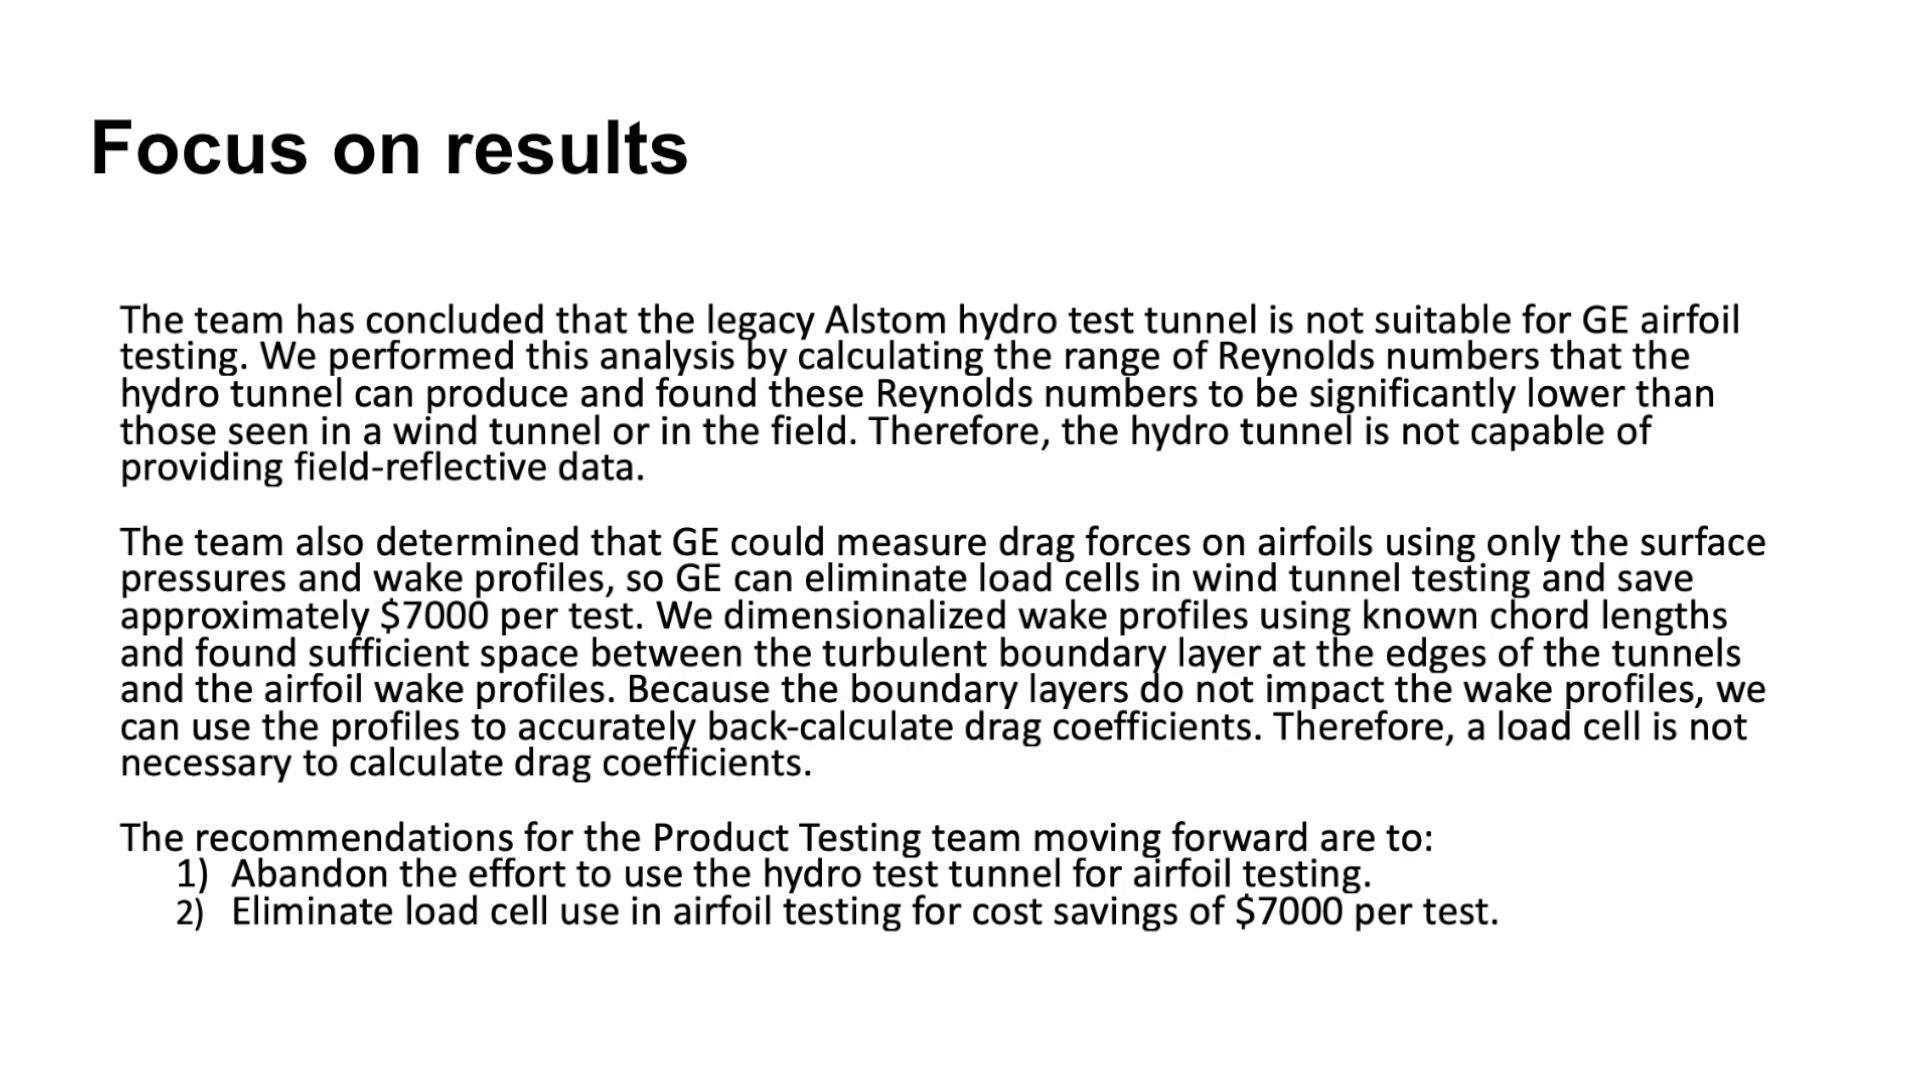 Focus on results
The team has concluded that the legacy Alstom hydro test tunnel is not suitable for GE airfoil
testing. We performed this analysis by calculating the range of Reynolds numbers that the
hydro tunnel can produce and found these Reynolds numbers to be significantly lower than
those seen in a wind tunnel or in the field. Therefore, the hydro tunnel is not capable of
providing field-reflective data.
The team also determined that GE could measure drag forces on airfoils using only the surface
pressures and wake profiles, so GE can eliminate load cells in wind tunnel testing and save
approximately $7000 per test. We dimensionalized wake profiles using known chord lengths
and found sufficient space between the turbulent boundary layer at the edges of the tunnels
and the airfoil wake profiles. Because the boundary layers do not impact the wake profiles, we
can use the profiles to accurately back-calculate drag coefficients. Therefore, a load cell is not
necessary to calculate drag coefficients.
The recommendations for the Product Testing team moving forward are to:
1) Abandon the effort to use the hydro test tunnel for airfoil testing.
2) Eliminate load cell use in airfoil testing for cost savings of $7000 per test.